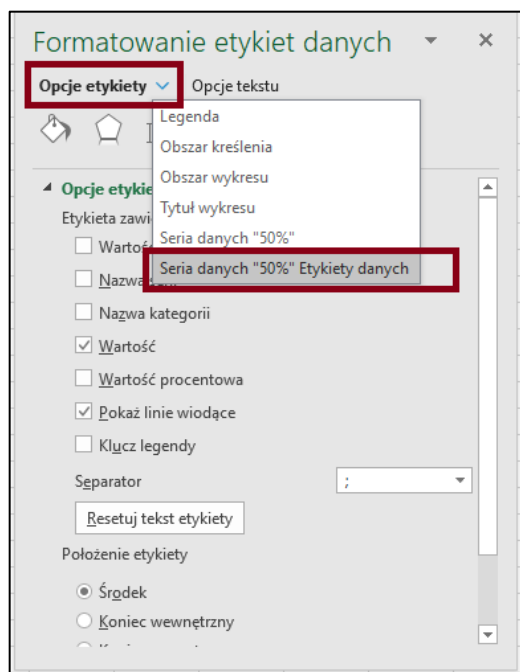 Formatowanie etykiet danych
Opcje etykiety Opcje tekstu
Legenda
Obszar kreślenia
Obszar wykresu
Tytuł wykresu
Seria danych "50%"
Seria danych "50%" Etykiety danych
Opcje etykie
Etykieta zawi
Wartoś
Nazwa
Nazwa kategorii
Wartość
Wartość procentowa
Pokaż linie wiodące
Klucz legendy
Separator ;
Resetuj tekst etykiety
Położenie etykiety
Środek
Koniec wewnętrzny